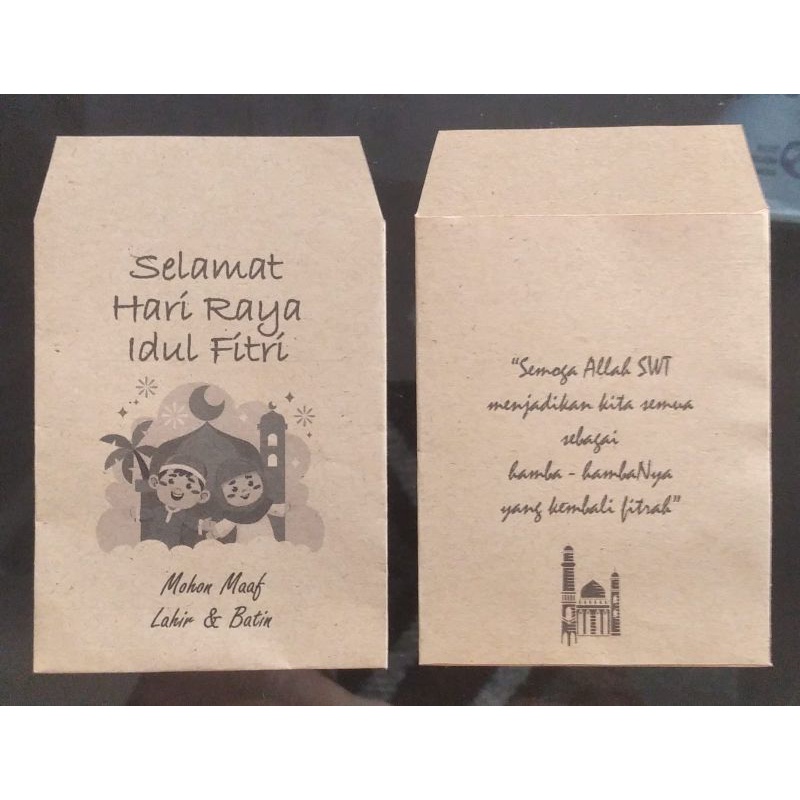 Selamat
Hari Raya
Idul Fitri
Mohon Maaf
Lahir & Batin
"Semoga Allah SWT
menjadikan kita semua
sebagai
hamba - hambaNya
yang kembali fitrah"